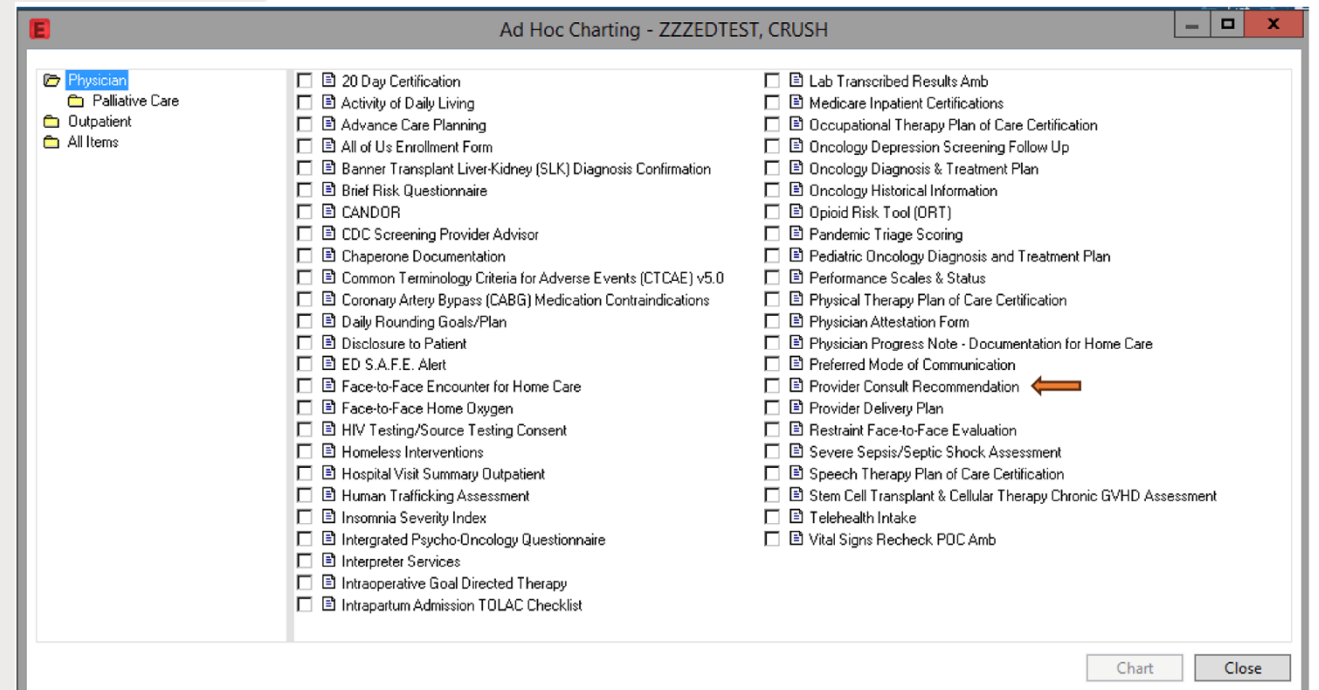 E
Ad Hoc Charting - ZZZEDTEST, CRUSH
X
Physician
Palliative Care
Outpatient
All Items
20 Day Certification
Activity of Daily Living
Advance Care Planning
All of Us Enrollment Form
Banner Transplant Liver-Kidney (SLK) Diagnosis Confirmation
Brief Risk Questionnaire
CANDOR
CDC Screening Provider Advisor
Chaperone Documentation
Common Terminology Criteria for Adverse Events (CTCAE) v5.0
Coronary Artery Bypass (CABG) Medication Contraindications
Daily Rounding Goals/Plan
Disclosure to Patient
ED S.A.F.E. Alert
Face-to-Face Encounter for Home Care
Face-to-Face Home Oxygen
HIV Testing/Source Testing Consent
Homeless Interventions
Hospital Visit Summary Outpatient
Human Trafficking Assessment
Insomnia Severity Index
Intergrated Psycho-Oncology Questionnaire
Interpreter Services
Intraoperative Goal Directed Therapy
Intrapartum Admission TOLAC Checklist
Lab Transcribed Results Amb
Medicare Inpatient Certifications
Occupational Therapy Plan of Care Certification
Oncology Depression Screening Follow Up
Oncology Diagnosis & Treatment Plan
Oncology Historical Information
Opioid Risk Tool (ORT)
Pandemic Triage Scoring
Pediatric Oncology Diagnosis and Treatment Plan
Performance Scales & Status
Physical Therapy Plan of Care Certification
Physician Attestation Form
Physician Progress Note - Documentation for Home Care
Preferred Mode of Communication
Provider Consult Recommendation
Provider Delivery Plan
Restraint Face-to-Face Evaluation
Severe Sepsis/Septic Shock Assessment
Speech Therapy Plan of Care Certification
Stem Cell Transplant & Cellular Therapy Chronic GVHD Assessment
Telehealth Intake
Vital Signs Recheck POC Amb
Chart
Close